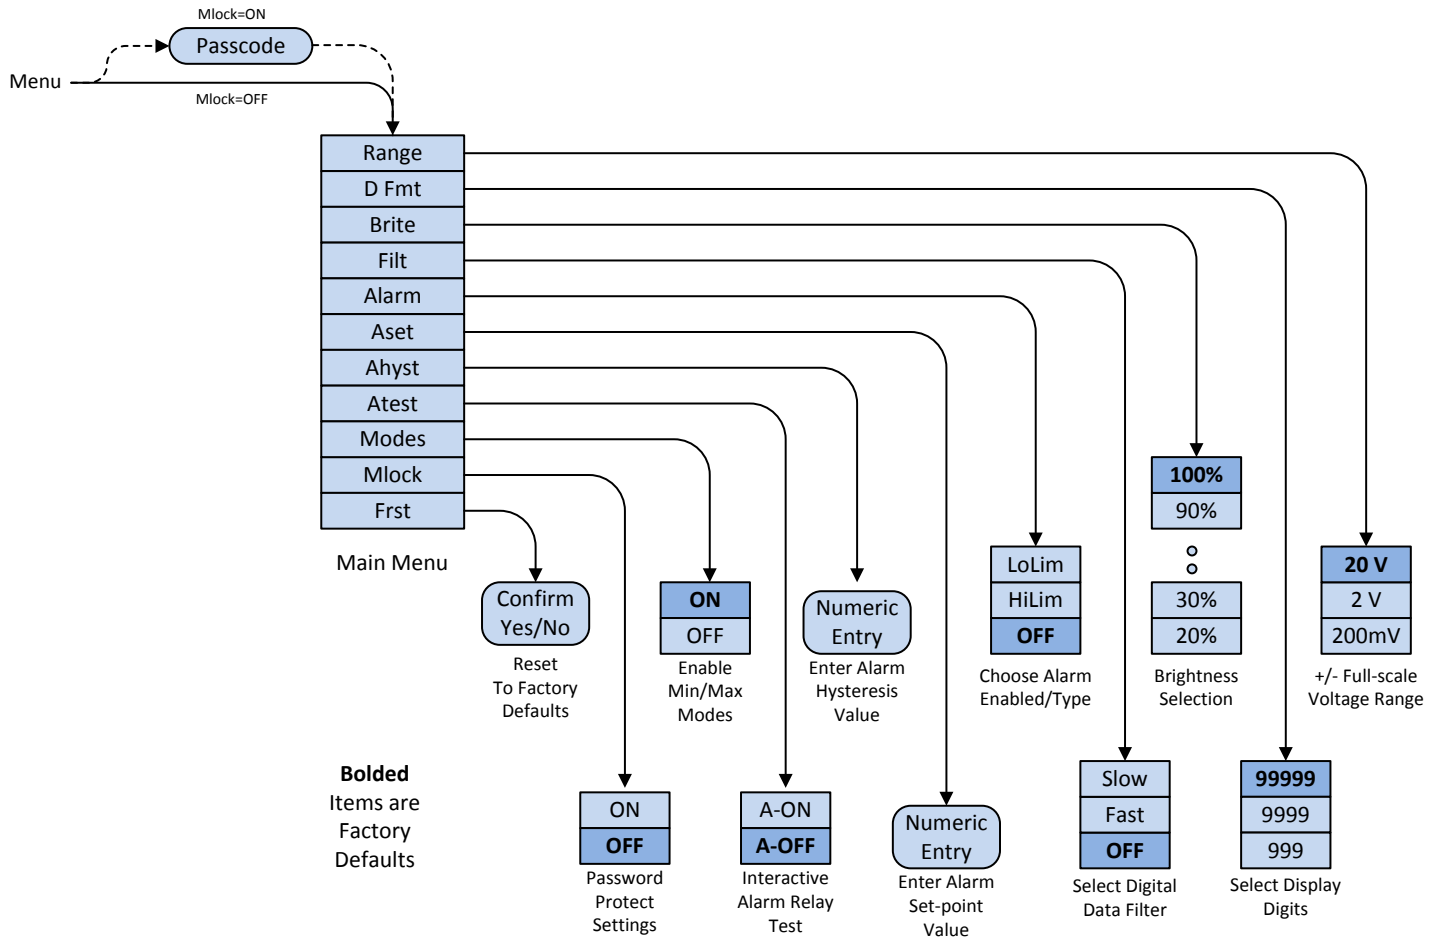 Mlock=ON
Passcode
Menu
Mlock=OFF
Range
D Fmt
Brite
Filt
Alarm
Aset
Ahyst
Atest
Modes
Mlock
Frst
Main Menu
Confirm
Yes/No
Reset
To Factory
Defaults
ON
OFF
Enable
Min/Max
Modes
Numeric
Entry
Enter Alarm
Hysteresis
Value
LoLim
HiLim
OFF
Choose Alarm
Enabled/Type
100%
90%
30%
20%
Brightness
Selection
20 V
2 V
200mV
+/- Full-scale
Voltage Range
Bolded
Items are
Factory
Defaults
ON
OFF
Password
Protect
Settings
A-ON
A-OFF
Interactive
Alarm Relay
Test
Numeric
Entry
Enter Alarm
Set-point
Value
Slow
Fast
OFF
Select Digital
Data Filter
99999
9999
999
Select Display
Digits